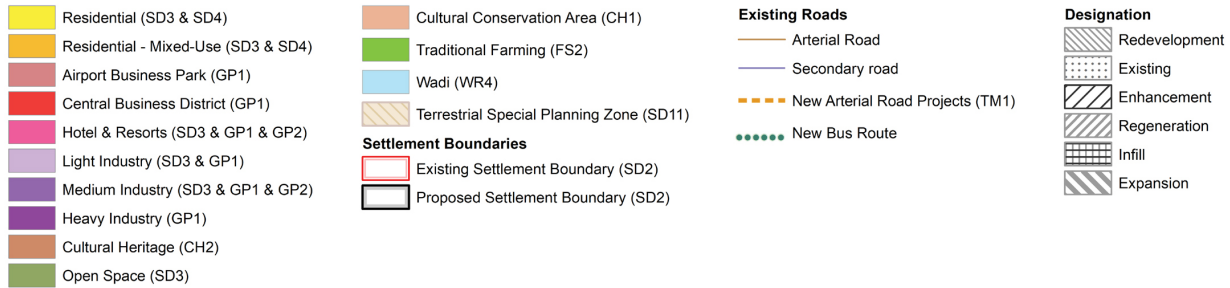 Residential (SD3 & SD4)
Residential - Mixed-Use (SD3 & SD4)
Airport Business Park (GP1)
Central Business District (GP1)
Hotel & Resorts (SD3 & GP1 & GP2)
Light Industry (SD3 & GP1)
Medium Industry (SD3 & GP1 & GP2)
Heavy Industry (GP1)
Cultural Heritage (CH2)
Open Space (SD3)
Cultural Conservation Area (CH1)
Traditional Farming (FS2)
Wadi (WR4)
Terrestrial Special Planning Zone (SD11)
Settlement Boundaries
Existing Settlement Boundary (SD2)
Proposed Settlement Boundary (SD2)
Existing Roads
Arterial Road
Secondary road
New Arterial Road Projects (TM1)
New Bus Route
Designation
Redevelopment
Existing
Enhancement
Regeneration
Infill
Expansion